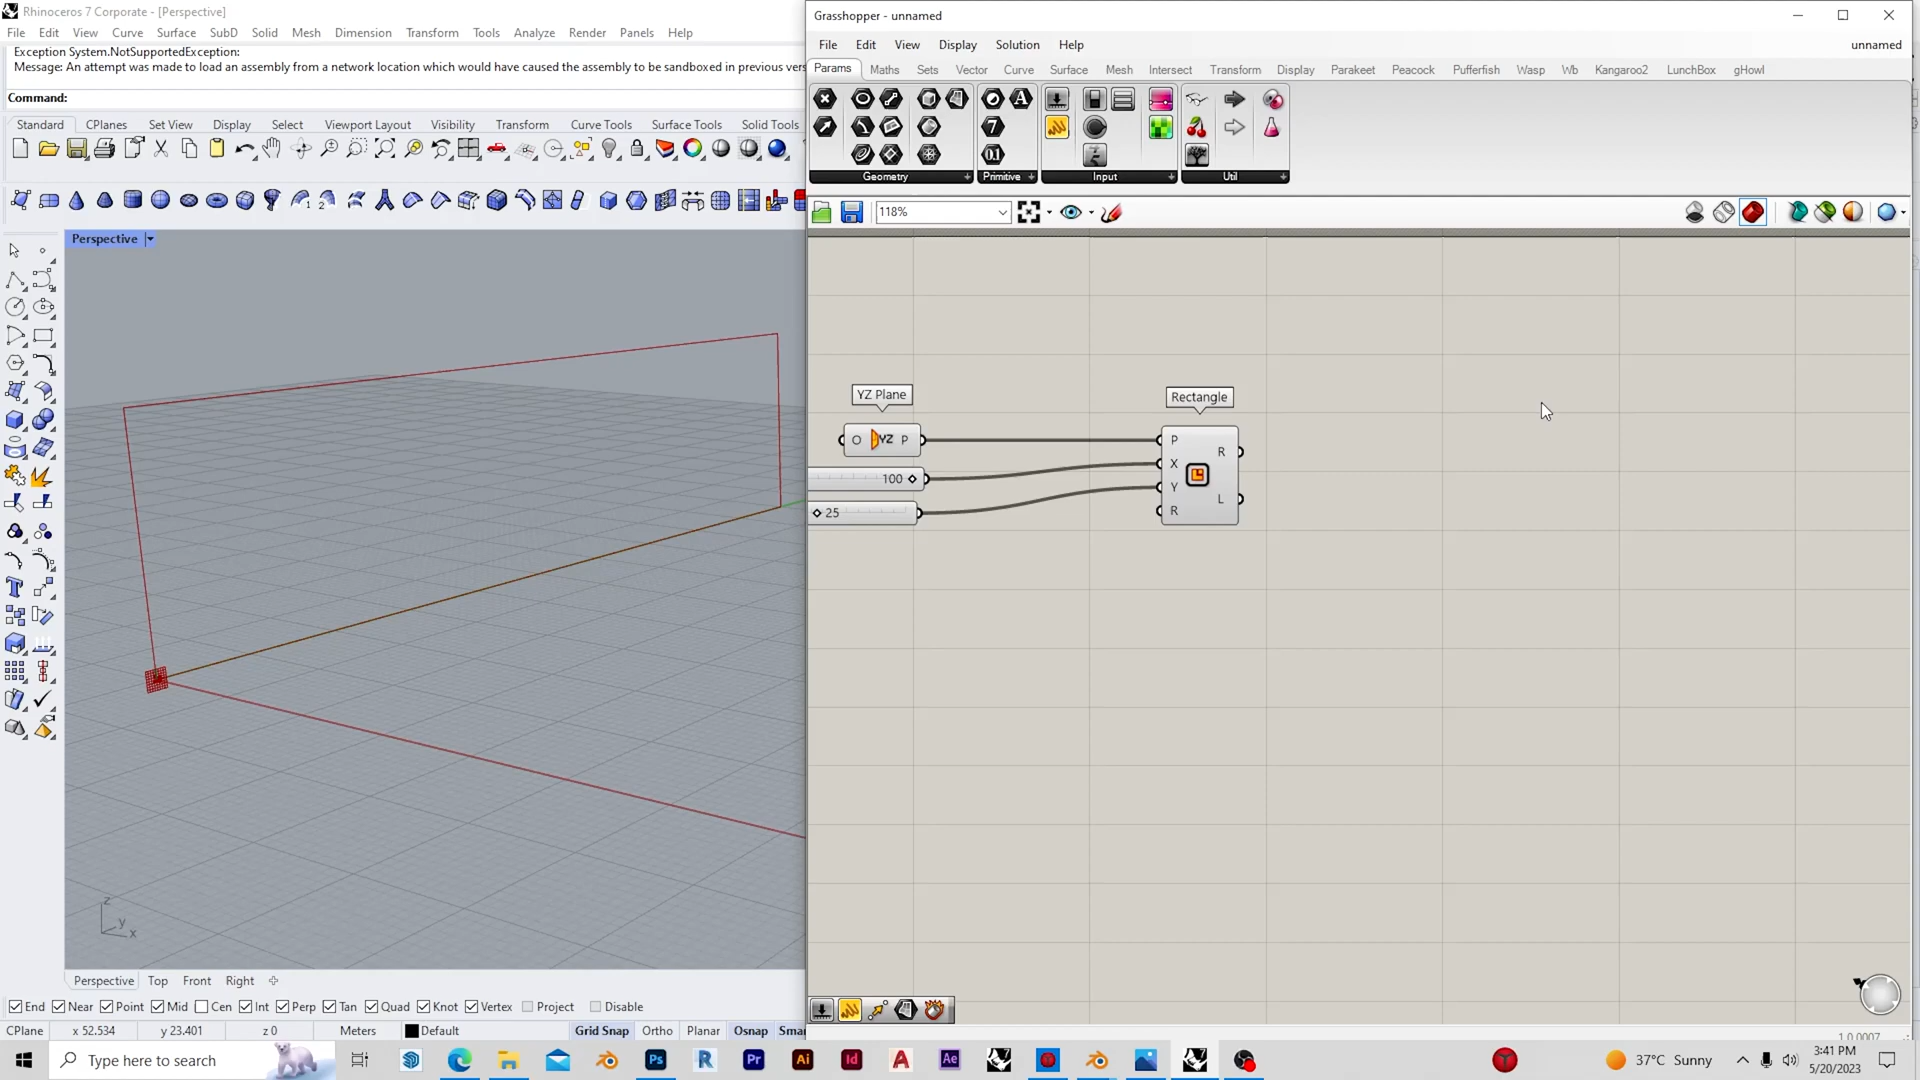 Rhinoceros 7 Corporate - [Perspective]
File Edit View Curve Surface SubD Solid Mesh Dimension Transform Tools Analyze Render Panels Help
Exception System.NotSupportedException:
Message: An attempt was made to load an assembly from a network location which would have caused the assembly to be sandboxed in previous vers
Command:
Standard CPlanes Set View Display Select Viewport Layout Visibility Transform Curve Tools Surface Tools Solid Tools
Perspective
z
y
x
Perspective Top Front Right
End Near Point Mid Cen Int Perp Tan Quad Knot Vertex Project Disable
CPlane x 52.534 y 23.401 z 0 Meters Default Grid Snap Ortho Planar Osnap Smar
Grasshopper - unnamed
File Edit View Display Solution Help unnamed
Params Maths Sets Vector Curve Surface Mesh Intersect Transform Display Parakeet Peacock Pufferfish Wasp Wb Kangaroo2 LunchBox gHowl
Geometry Primitive Input Util
118%
YZ Plane
O YZ P
100
25
Rectangle
P
X
Y
R
R
L
1.0.0007
Type here to search
37°C Sunny
3:41 PM
5/20/2023